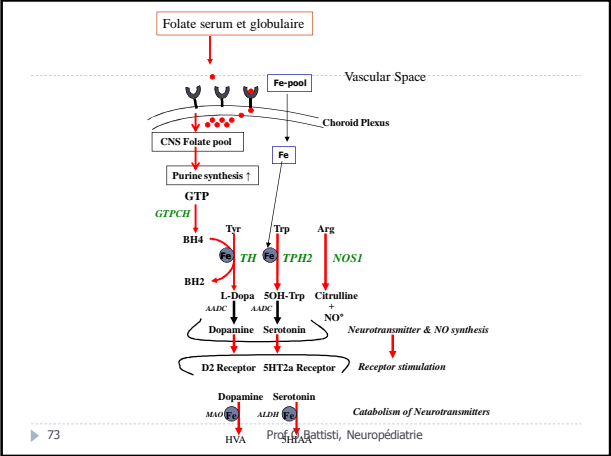 Folate serum et globulaire
Fe-pool
Vascular Space
Choroid Plexus
CNS Folate pool
Fe
Purine synthesis ↑
GTP
GTPCH
Tyr Trp Arg
BH4
Fe TH Fe TPH2 NOS1
BH2
L-Dopa 5OH-Trp Citrulline
AADC AADC +
NO°
Dopamine Serotonin Neurotransmitter & NO synthesis
D2 Receptor 5HT2a Receptor Receptor stimulation
Dopamine Serotonin
MAO Fe ALDH Fe Catabolism of Neurotransmitters
HVA 5HIAA
73 Prof.O.Battisti, Neuropédiatrie